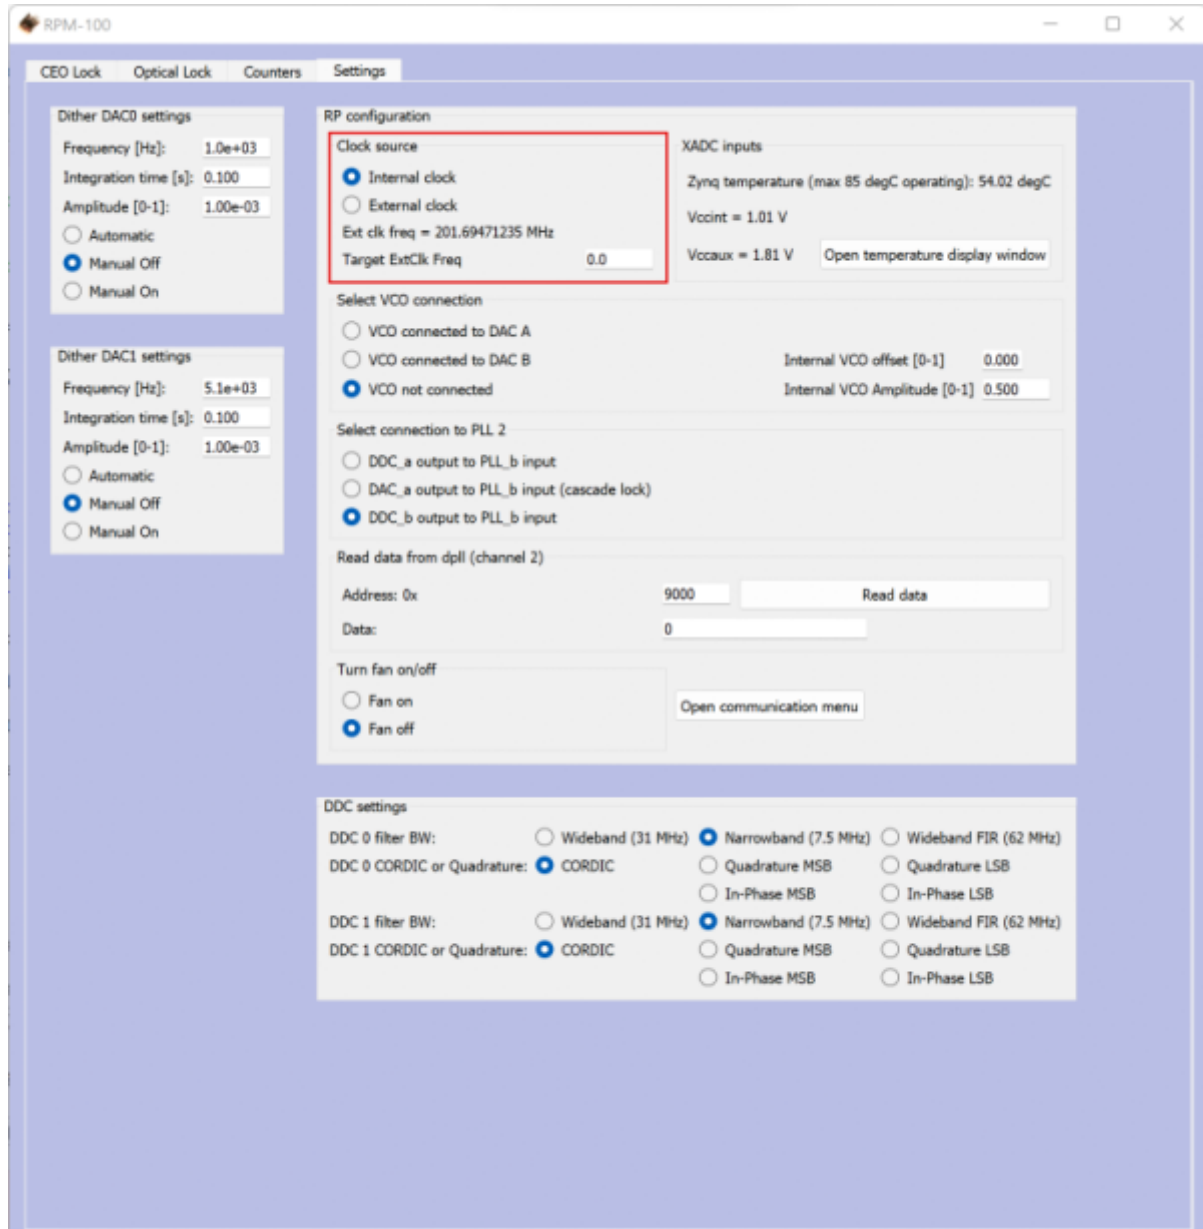 RPM-100
CEO Lock Optical Lock Counters Settings
Dither DAC0 settings
Frequency [Hz]: 1.0e+03
Integration time [s]: 0.100
Amplitude [0-1]: 1.00e-03
Automatic
Manual Off
Manual On
Dither DAC1 settings
Frequency [Hz]: 5.1e+03
Integration time [s]: 0.100
Amplitude [0-1]: 1.00e-03
Automatic
Manual Off
Manual On
RP configuration
Clock source
Internal clock
External clock
Ext clk freq = 201.69471235 MHz
Target ExtClk Freq 0.0
XADC inputs
Zynq temperature (max 85 degC operating): 54.02 degC
Vccint = 1.01 V
Vccaux = 1.81 V Open temperature display window
Select VCO connection
VCO connected to DAC A
VCO connected to DAC B Internal VCO offset [0-1] 0.000
VCO not connected Internal VCO Amplitude [0-1] 0.500
Select connection to PLL 2
DDC_a output to PLL_b input
DAC_a output to PLL_b input (cascade lock)
DDC_b output to PLL_b input
Read data from dpll (channel 2)
Address: 0x 9000 Read data
Data: 0
Turn fan on/off
Fan on
Fan off
Open communication menu
DDC settings
DDC 0 filter BW: Wideband (31 MHz) Narrowband (7.5 MHz) Wideband FIR (62 MHz)
DDC 0 CORDIC or Quadrature: CORDIC Quadrature MSB Quadrature LSB
In-Phase MSB In-Phase LSB
DDC 1 filter BW: Wideband (31 MHz) Narrowband (7.5 MHz) Wideband FIR (62 MHz)
DDC 1 CORDIC or Quadrature: CORDIC Quadrature MSB Quadrature LSB
In-Phase MSB In-Phase LSB